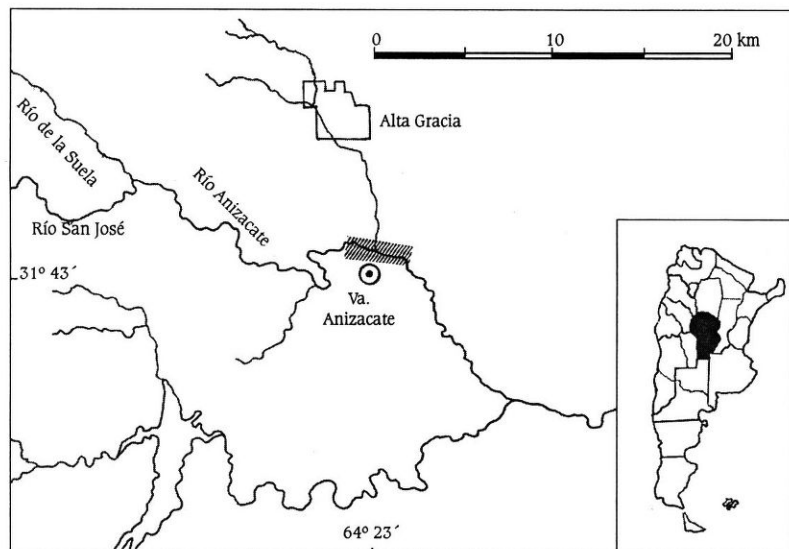 0 10 20 km
Alta Gracia
Río de la Suela
Río Anizacate
Río San José
31º 43´
Va.
Anizacate
64º 23´